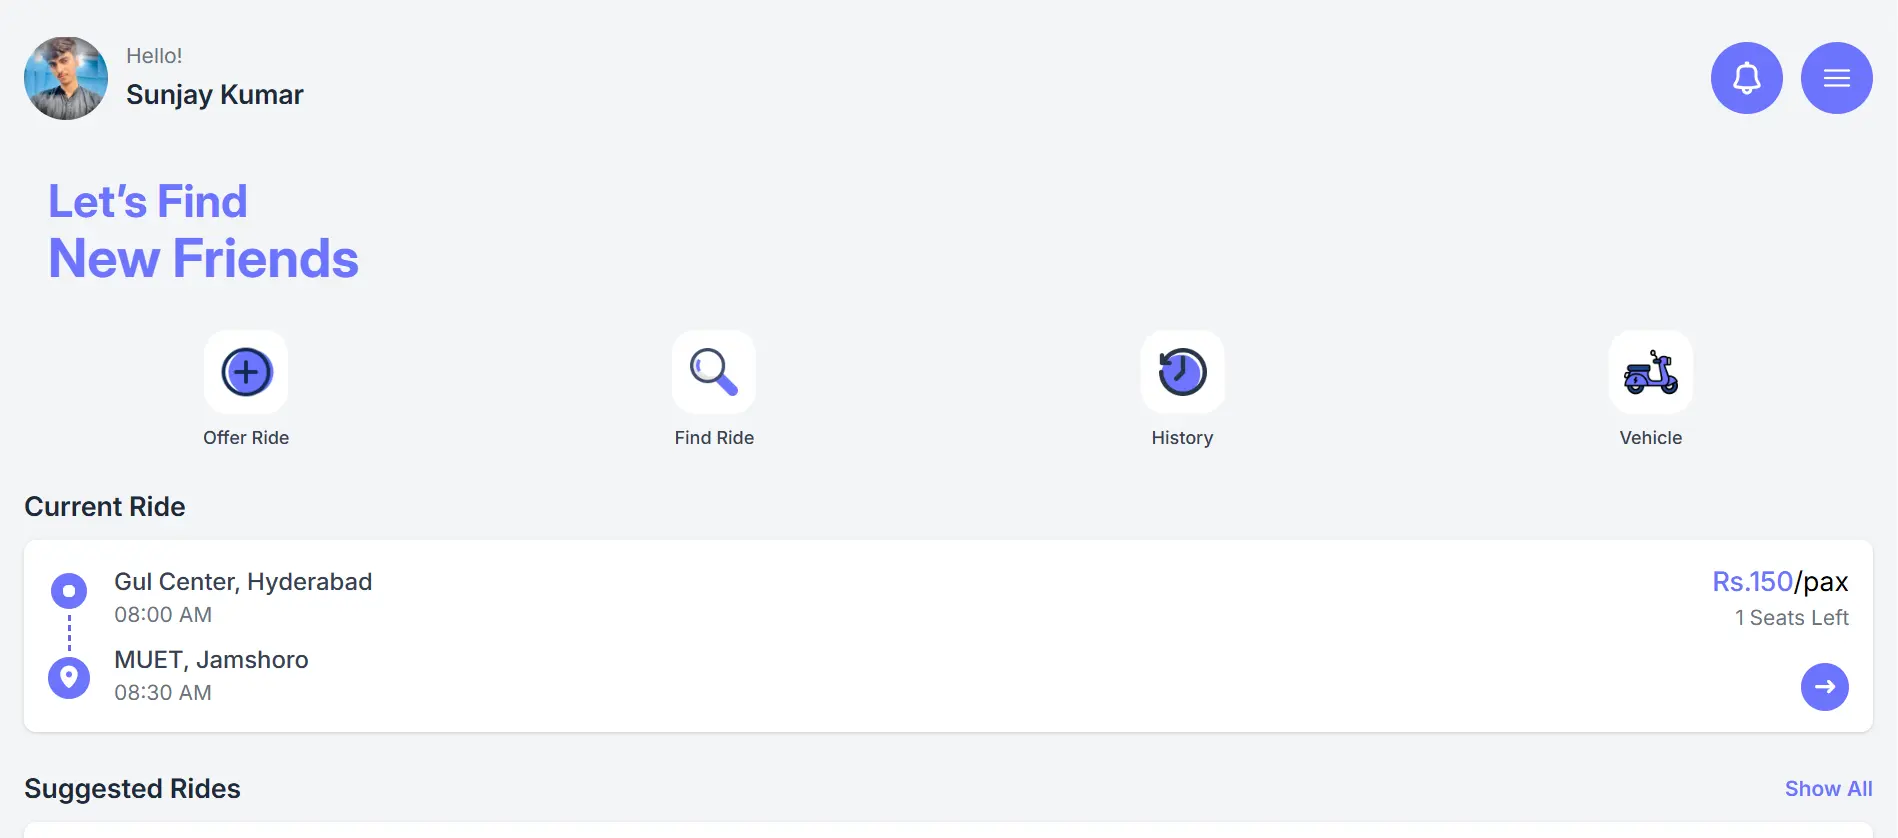 Hello!
Sunjay Kumar
Let’s Find
New Friends
Offer Ride
Find Ride
History
Vehicle
Current Ride
Gul Center, Hyderabad
08:00 AM
Rs.150/pax
1 Seats Left
MUET, Jamshoro
08:30 AM
Suggested Rides
Show All